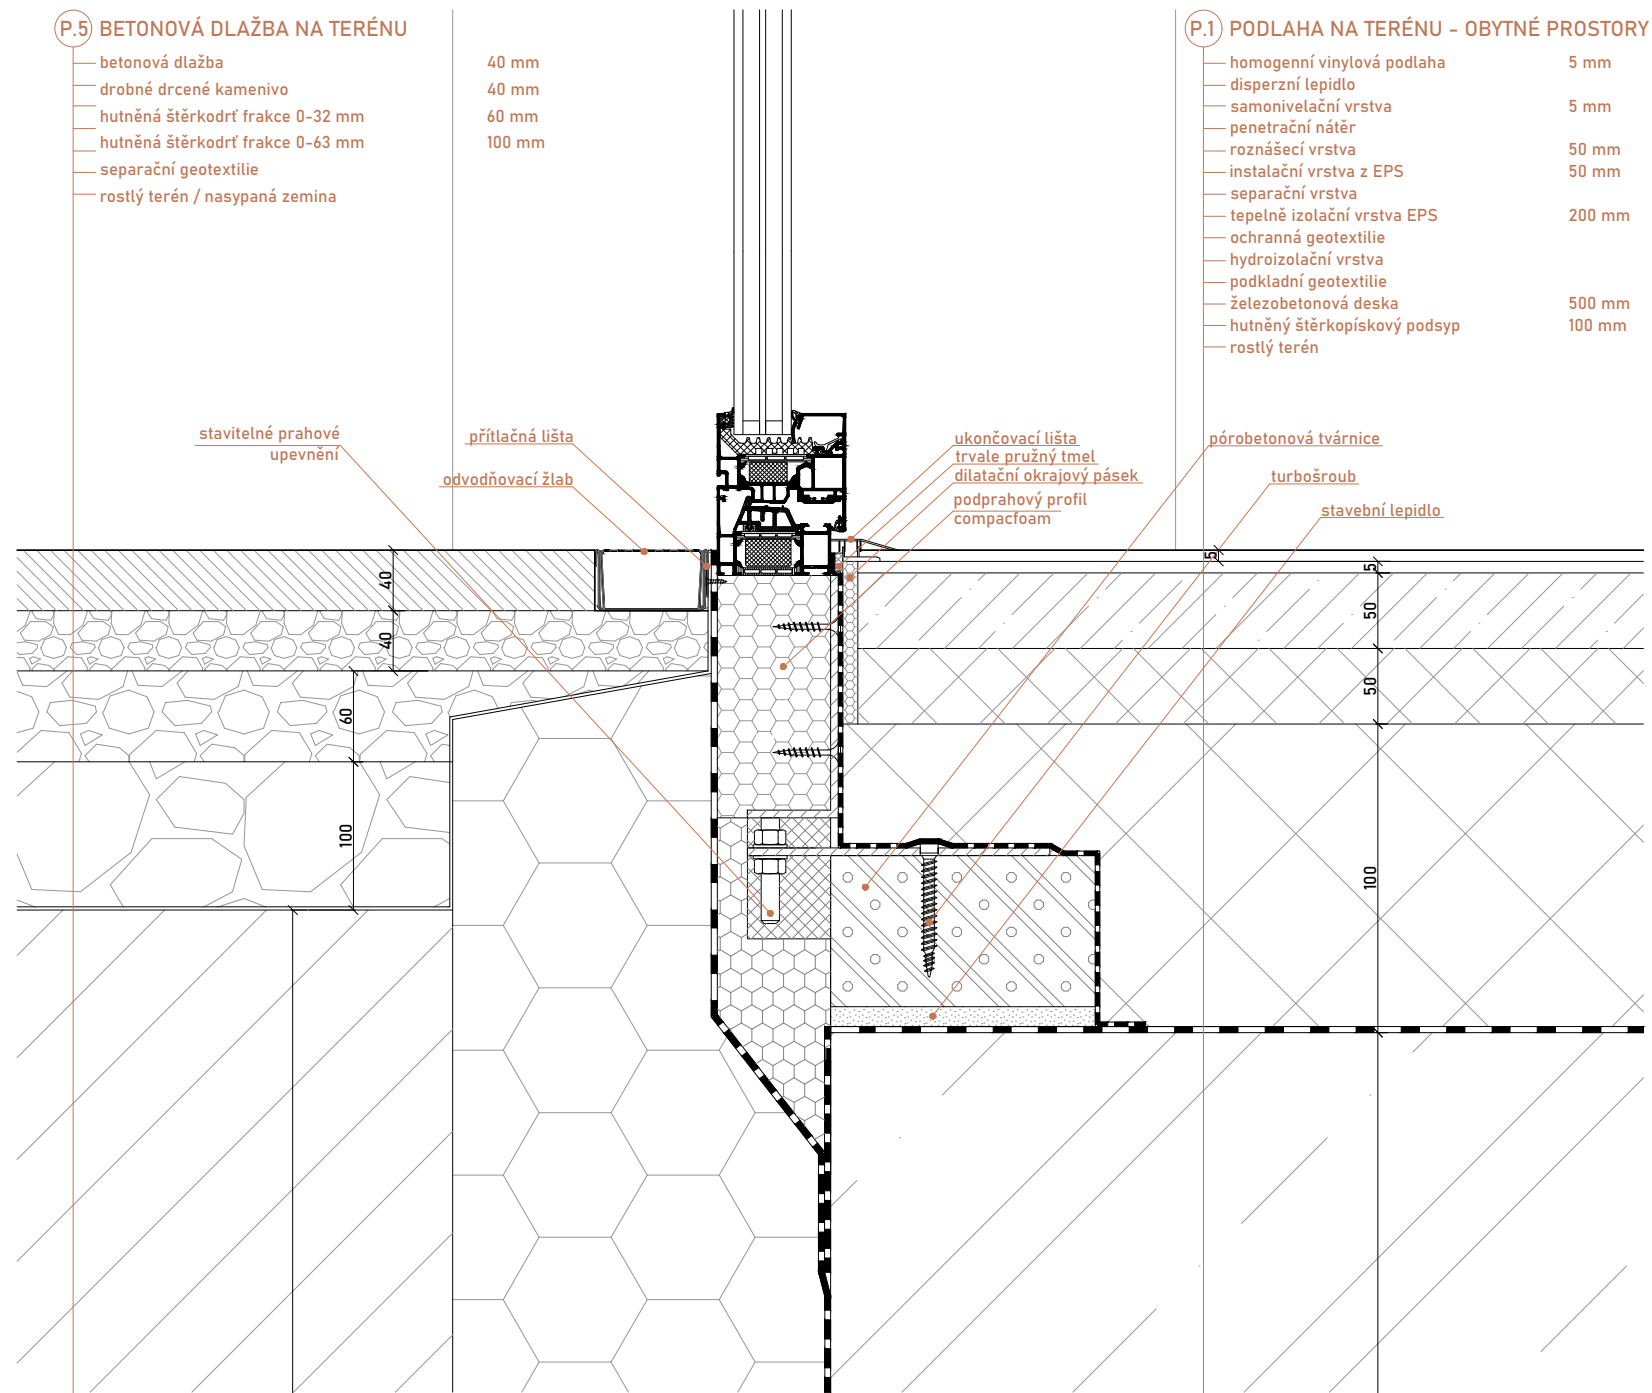 P.5 BETONOVÁ DLAŽBA NA TERÉNU
betonová dlažba 40 mm
drobné drcené kamenivo 40 mm
hutněná štěrkodrť frakce 0-32 mm 60 mm
hutněná štěrkodrť frakce 0-63 mm 100 mm
separační geotextilie
rostlý terén / nasypaná zemina
P.1 PODLAHA NA TERÉNU - OBYTNÉ PROSTORY
homogenní vinylová podlaha 5 mm
disperzní lepidlo
samonivelační vrstva 5 mm
penetrační nátěr
roznášecí vrstva 50 mm
instalační vrstva z EPS 50 mm
separační vrstva
tepelně izolační vrstva EPS 200 mm
ochranná geotextilie
hydroizolační vrstva
podkladní geotextilie
železobetonová deska 500 mm
hutněný štěrkopískový podsyp 100 mm
rostlý terén
stavitelné prahové
upevnění
přítlačná lišta
odvodňovací žlab
ukončovací lišta
trvale pružný tmel
dilatační okrajový pásek
podprahový profil
compacfoam
pórobetonová tvárnice
turbošroub
stavební lepidlo
40
40
60
100
5
5
50
50
100